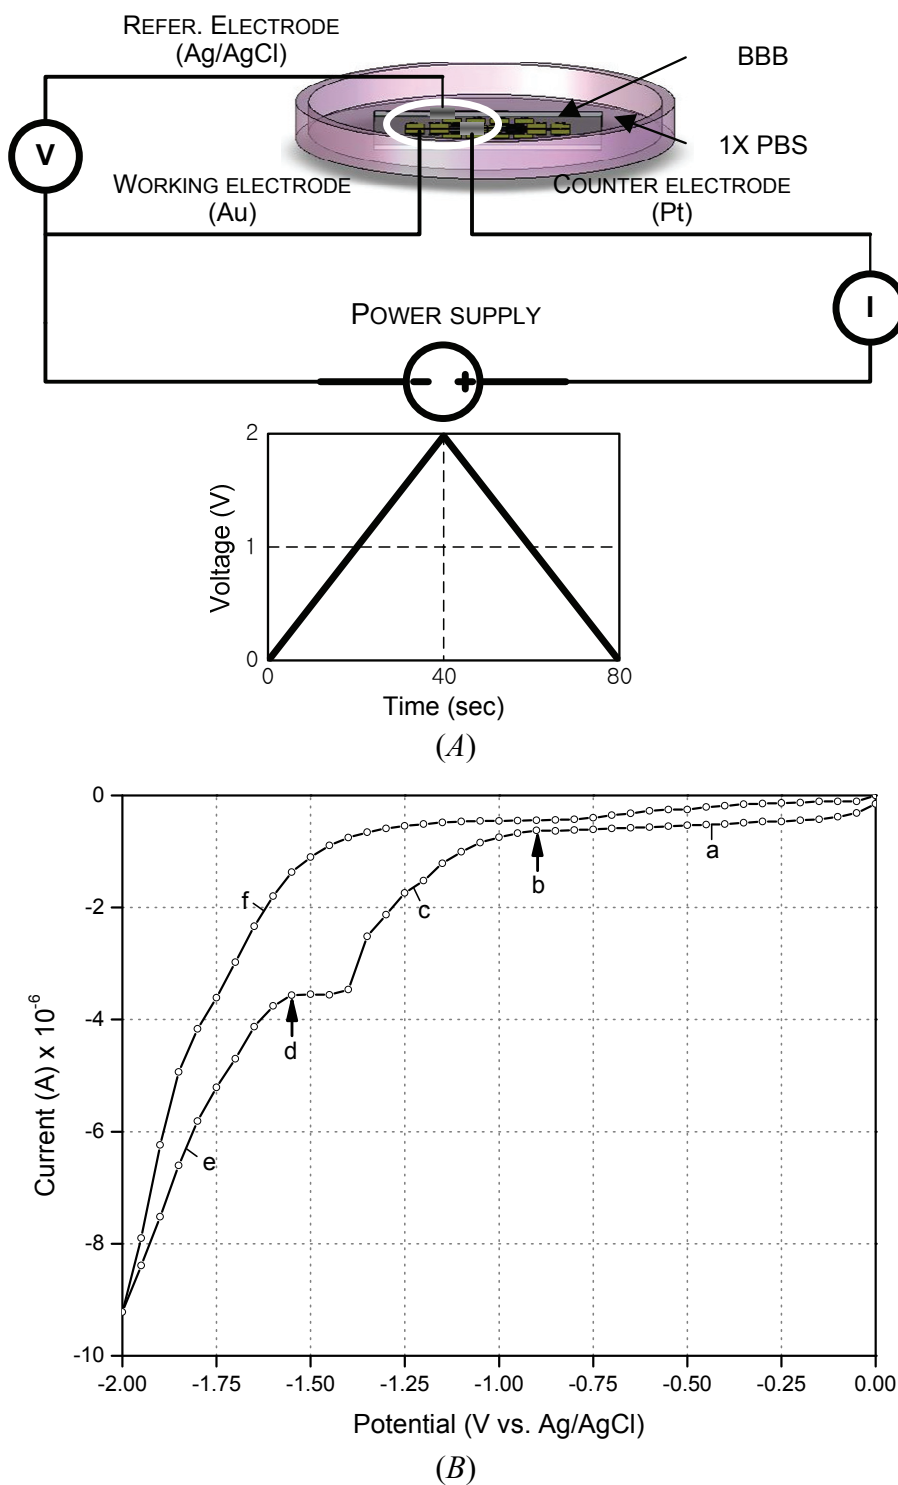 REFER. ELECTRODE
(Ag/AgCl)
BBB
1X PBS
V
WORKING ELECTRODE
(Au)
COUNTER ELECTRODE
(Pt)
I
POWER SUPPLY
- +
2
1
0
Voltage (V)
0 40 80
Time (sec)
(A)
0
-2
-4
-6
-8
-10
Current (A) x 10⁻⁶
a
b
c
d
e
f
-2.00 -1.75 -1.50 -1.25 -1.00 -0.75 -0.50 -0.25 0.00
Potential (V vs. Ag/AgCl)
(B)